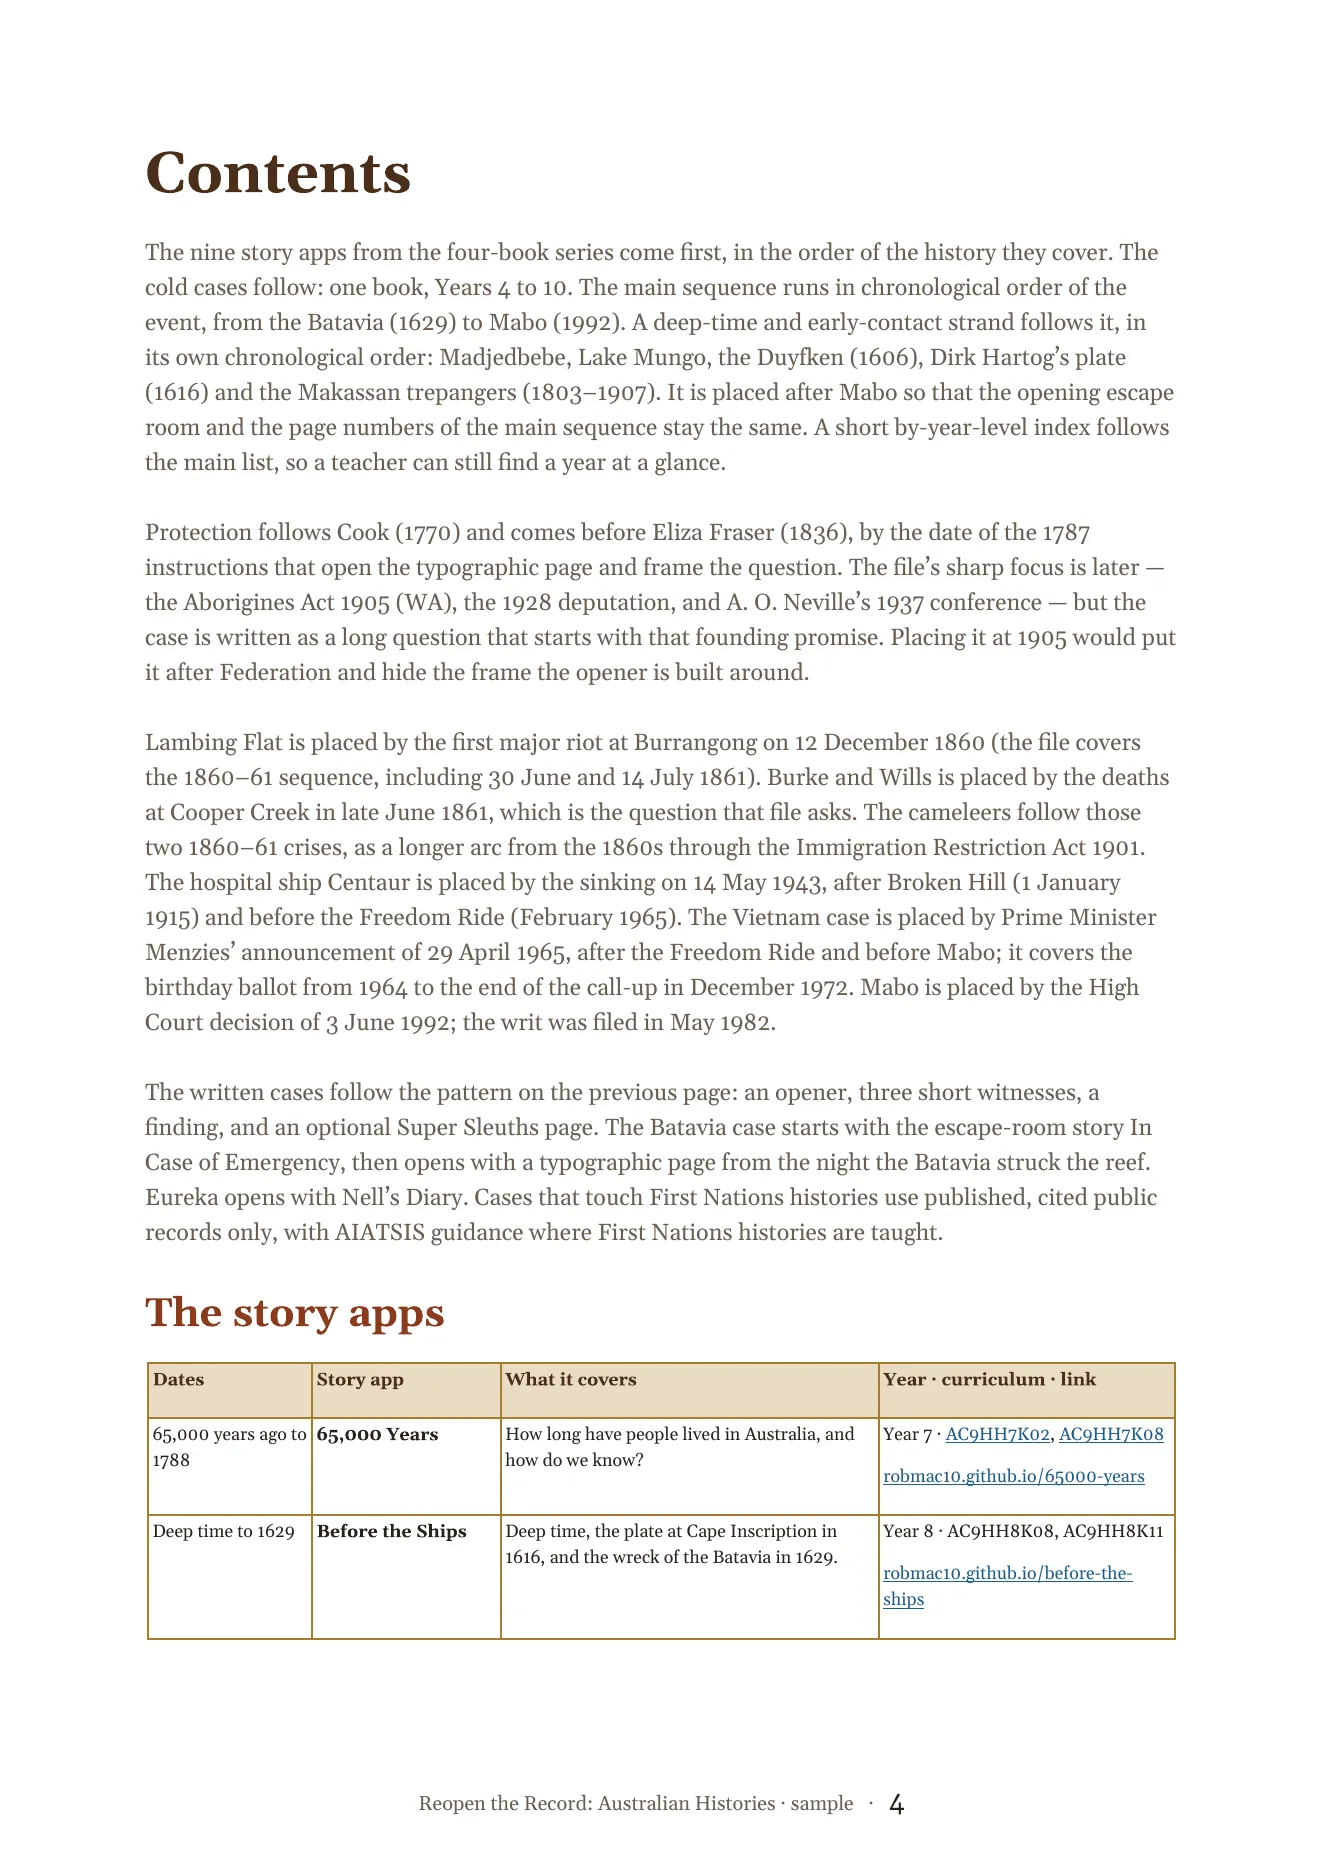 Contents
The nine story apps from the four-book series come first, in the order of the history they cover. The
cold cases follow: one book, Years 4 to 10. The main sequence runs in chronological order of the
event, from the Batavia (1629) to Mabo (1992). A deep-time and early-contact strand follows it, in
its own chronological order: Madjedbebe, Lake Mungo, the Duyfken (1606), Dirk Hartog’s plate
(1616) and the Makassan trepangers (1803–1907). It is placed after Mabo so that the opening escape
room and the page numbers of the main sequence stay the same. A short by-year-level index follows
the main list, so a teacher can still find a year at a glance.
Protection follows Cook (1770) and comes before Eliza Fraser (1836), by the date of the 1787
instructions that open the typographic page and frame the question. The file’s sharp focus is later —
the Aborigines Act 1905 (WA), the 1928 deputation, and A. O. Neville’s 1937 conference — but the
case is written as a long question that starts with that founding promise. Placing it at 1905 would put
it after Federation and hide the frame the opener is built around.
Lambing Flat is placed by the first major riot at Burrangong on 12 December 1860 (the file covers
the 1860–61 sequence, including 30 June and 14 July 1861). Burke and Wills is placed by the deaths
at Cooper Creek in late June 1861, which is the question that file asks. The cameleers follow those
two 1860–61 crises, as a longer arc from the 1860s through the Immigration Restriction Act 1901.
The hospital ship Centaur is placed by the sinking on 14 May 1943, after Broken Hill (1 January
1915) and before the Freedom Ride (February 1965). The Vietnam case is placed by Prime Minister
Menzies’ announcement of 29 April 1965, after the Freedom Ride and before Mabo; it covers the
birthday ballot from 1964 to the end of the call-up in December 1972. Mabo is placed by the High
Court decision of 3 June 1992; the writ was filed in May 1982.
The written cases follow the pattern on the previous page: an opener, three short witnesses, a
finding, and an optional Super Sleuths page. The Batavia case starts with the escape-room story In
Case of Emergency, then opens with a typographic page from the night the Batavia struck the reef.
Eureka opens with Nell’s Diary. Cases that touch First Nations histories use published, cited public
records only, with AIATSIS guidance where First Nations histories are taught.
The story apps
Dates Story app What it covers Year · curriculum · link
65,000 years ago to 65,000 Years How long have people lived in Australia, and Year 7 · AC9HH7K02, AC9HH7K08
1788 how do we know?
robmac10.github.io/65000-years
Deep time to 1629 Before the Ships Deep time, the plate at Cape Inscription in Year 8 · AC9HH8K08, AC9HH8K11
1616, and the wreck of the Batavia in 1629.
robmac10.github.io/before-the-
ships
Reopen the Record: Australian Histories · sample · 4